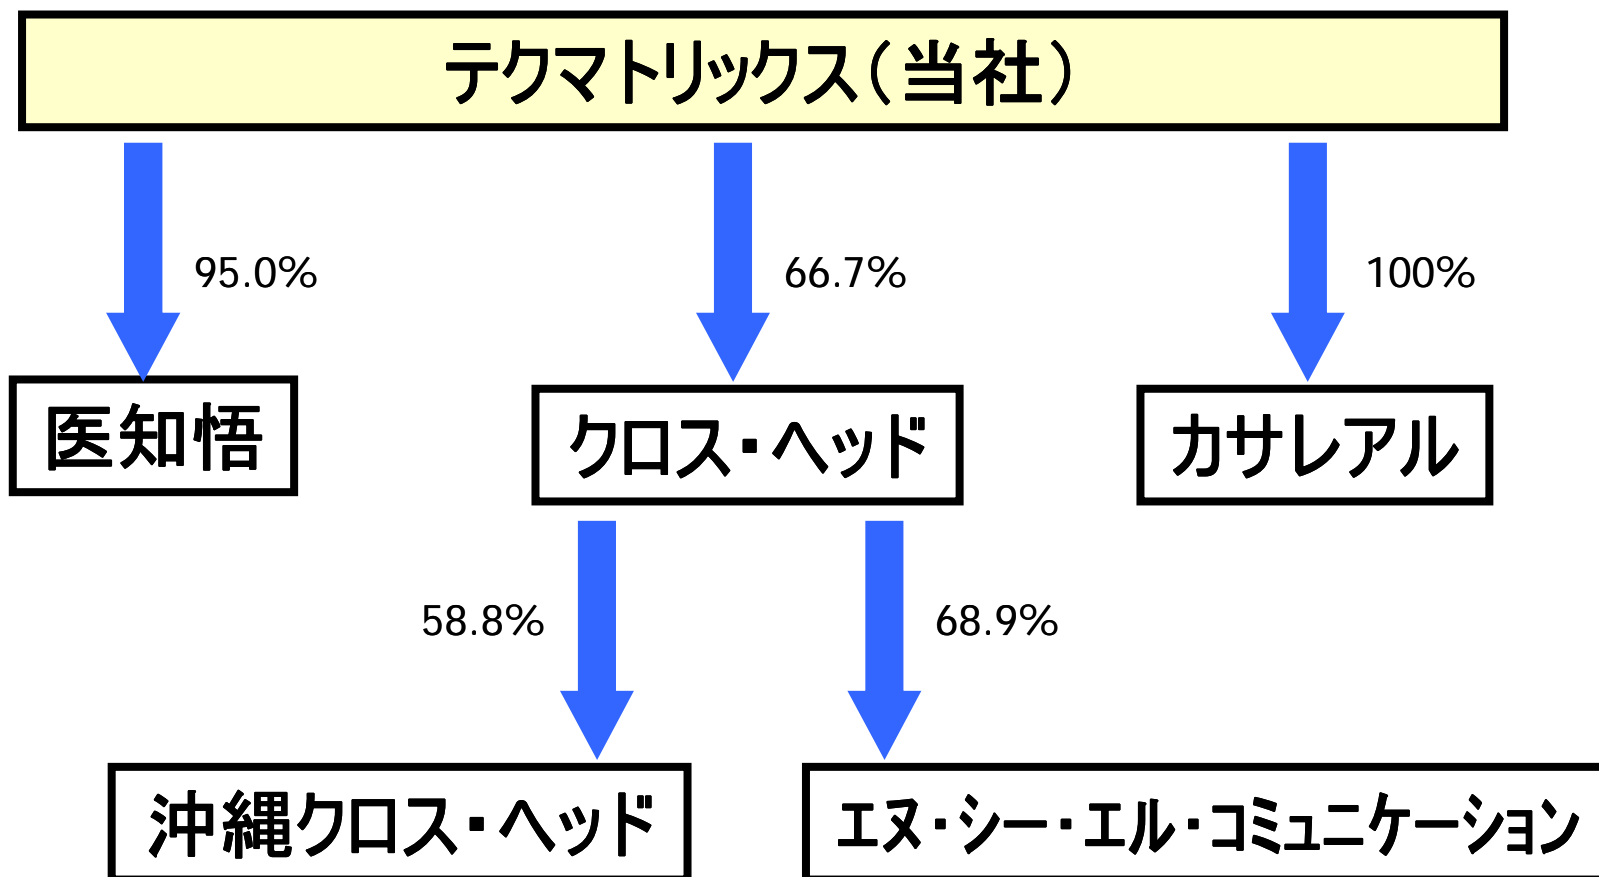 テクマトリックス（当社）
95.0%
66.7%
100%
医知悟
クロス・ヘッド
カサレアル
58.8%
68.9%
沖縄クロス・ヘッド
エヌ・シー・エル・コミュニケーション